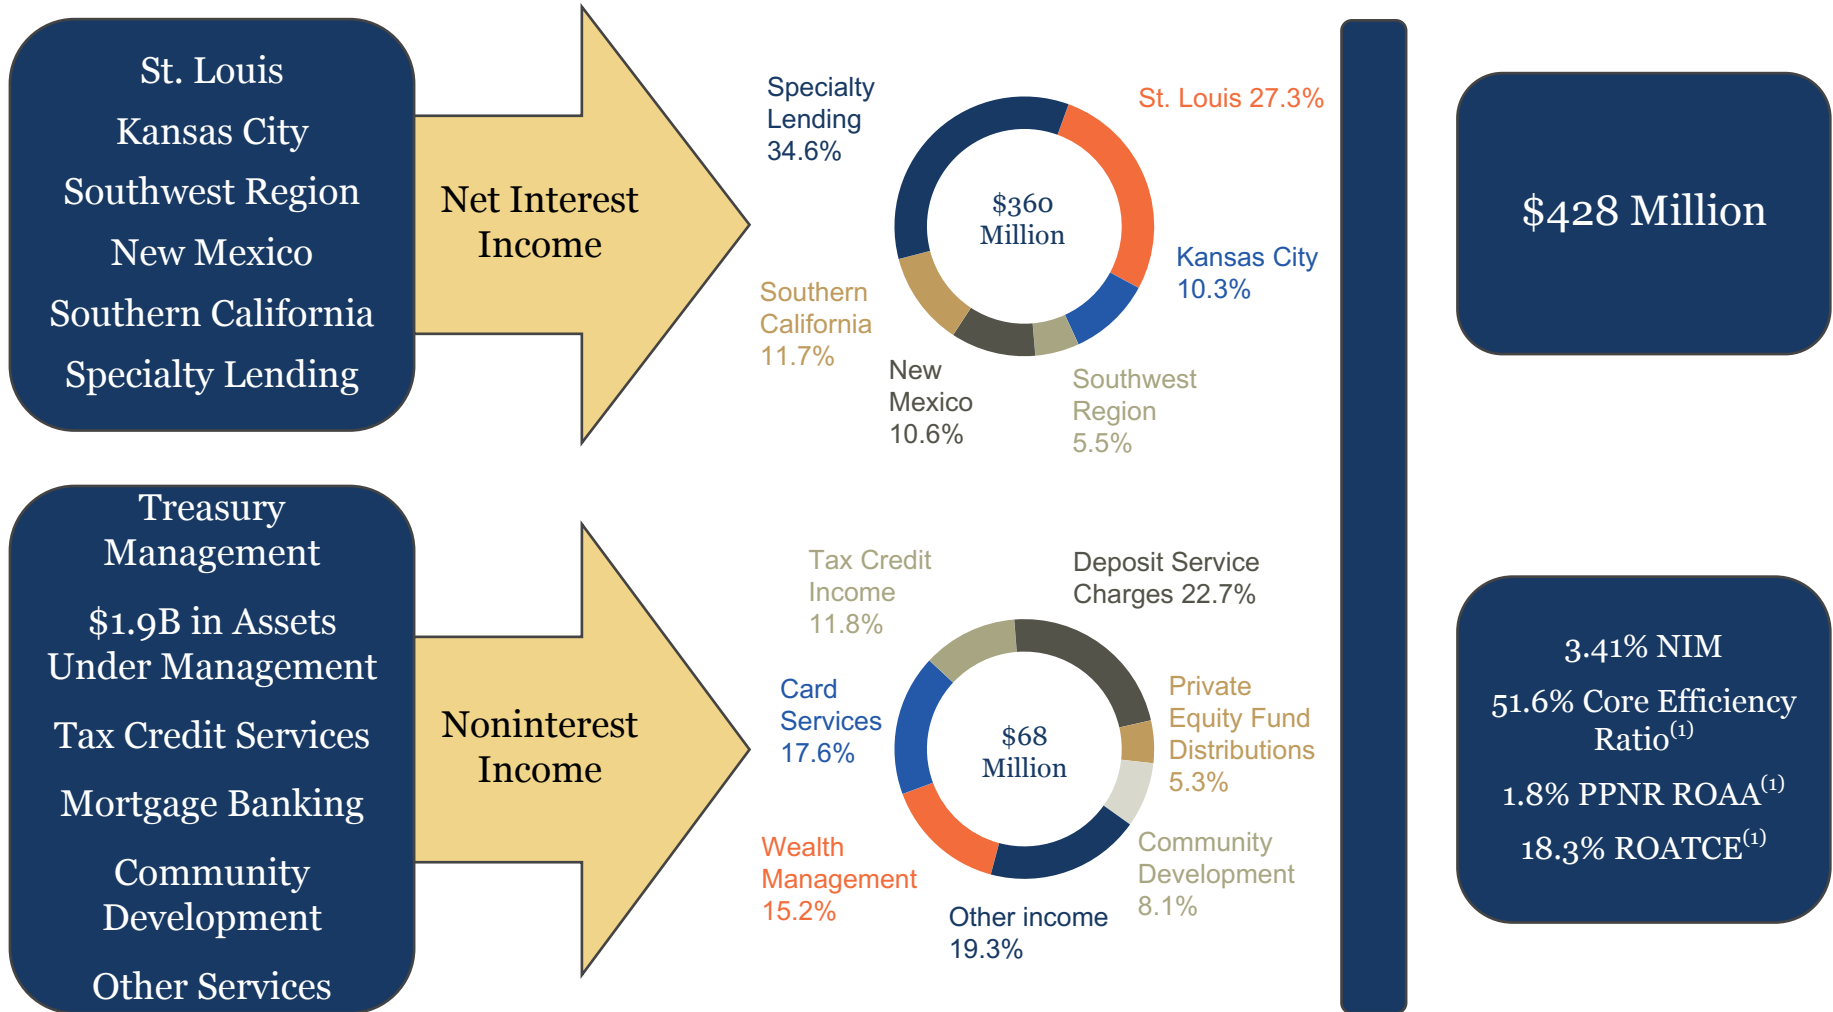 St. Louis
Kansas City
Southwest Region
New Mexico
Southern California
Specialty Lending
Net Interest
Income
Specialty
Lending
34.6%
St. Louis 27.3%
$360
Million
Kansas City
10.3%
Southern
California
11.7%
New
Mexico
10.6%
Southwest
Region
5.5%
$428 Million
Treasury
Management
$1.9B in Assets
Under Management
Tax Credit Services
Mortgage Banking
Community
Development
Other Services
Noninterest
Income
Tax Credit
Income
11.8%
Deposit Service
Charges 22.7%
Card
Services
17.6%
$68
Million
Private
Equity Fund
Distributions
5.3%
Wealth
Management
15.2%
Other income
19.3%
Community
Development
8.1%
3.41% NIM
51.6% Core Efficiency
Ratio(1)
1.8% PPNR ROAA(1)
18.3% ROATCE(1)